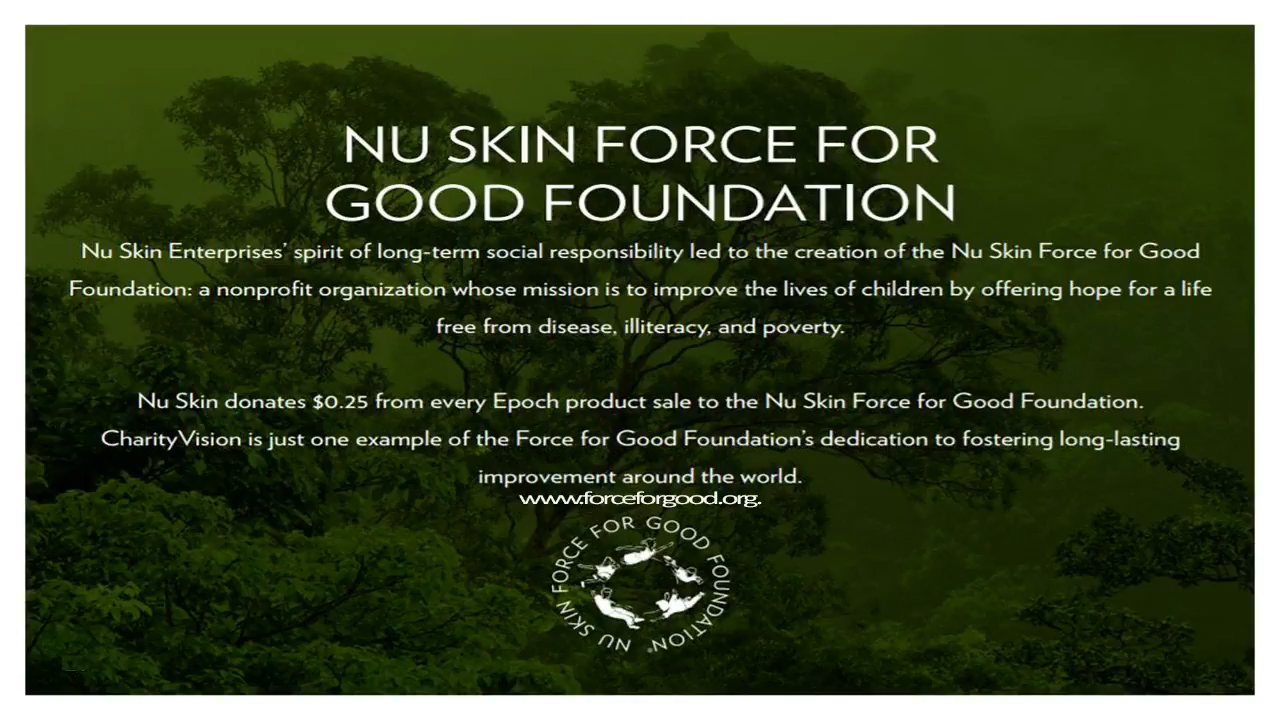 NU SKIN FORCE FOR
GOOD FOUNDATION
Nu Skin Enterprises’ spirit of long-term social responsibility led to the creation of the Nu Skin Force for Good
Foundation: a nonprofit organization whose mission is to improve the lives of children by offering hope for a life
free from disease, illiteracy, and poverty.
Nu Skin donates $0.25 from every Epoch product sale to the Nu Skin Force for Good Foundation.
CharityVision is just one example of the Force for Good Foundation’s dedication to fostering long-lasting
improvement around the world.
www.forceforgood.org.
NU SKIN FORCE FOR GOOD FOUNDATION®